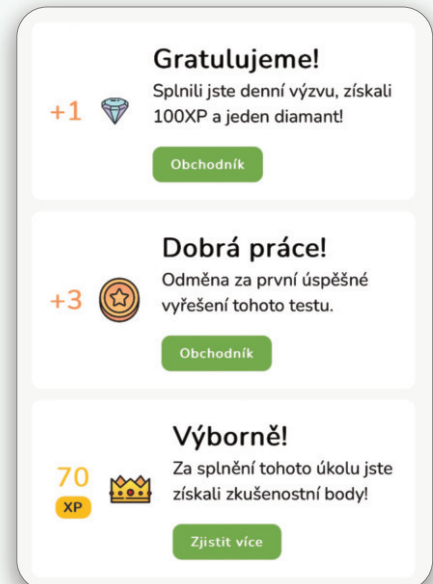 Gratulujeme!
Splnili jste denní výzvu, získali
+1
100XP a jeden diamant!
Obchodník
Dobrá práce!
Odměna za první úspěšné
+3
vyřešení tohoto testu.
Obchodník
Výborně!
Za splnění tohoto úkolu jste
70
získali zkušenostní body!
XP
Zjistit více